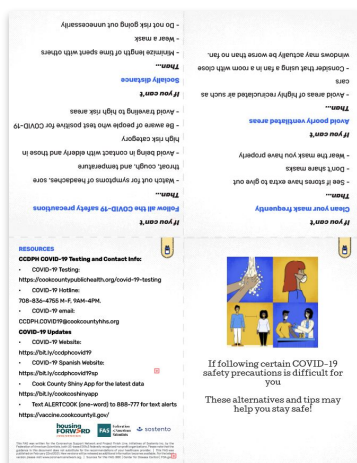 If you can't
Clean your mask frequently
Than...
- See if stores have extra to give out
- Don't share masks
- Wear the mask you have properly
If you can't
Avoid poorly ventilated areas
Than...
- Avoid areas of highly recirculated air such as
cars
- Consider that using a fan in a room with close
windows may actually be worse than no fan.
If you can't
Follow all the COVID-19 safety precautions
Than...
- Watch out for symptoms of headaches, sore
throat, cough, and temperature
- Avoid being in contact with elderly and those in
high risk category
- Be aware of people who test positive for COVID-19
- Avoid traveling to high risk areas
If you can't
Socially distance
Than...
- Minimize length of time spent with others
- Wear a mask
- Do not risk going out unnecessarily
RESOURCES
CCDPH COVID-19 Testing and Contact Info:
• COVID-19 Testing:
https://cookcountypublichealth.org/covid-19-testing
• COVID-19 Hotline:
708-836-4755 M-F, 9AM-4PM.
• COVID-19 email:
CCDPH.COVID19@cookcountyhhs.org
COVID-19 Updates
• COVID-19 Website:
https://bit.ly/ccdphcovid19
• COVID-19 Spanish Website:
https://bit.ly/ccdphcovid19sp
• Cook County Shiny App for the latest data
https://bit.ly/cookcoshinyapp
• Text ALERTCOOK (one-word) to 888-777 for text alerts
https://vaccine.cookcountyil.gov/
housing
FORWARD
FAS
Federation
of American
Scientists
sostento
If following certain COVID-19
safety precautions is difficult for
you
These alternatives and tips may
help you stay safe!